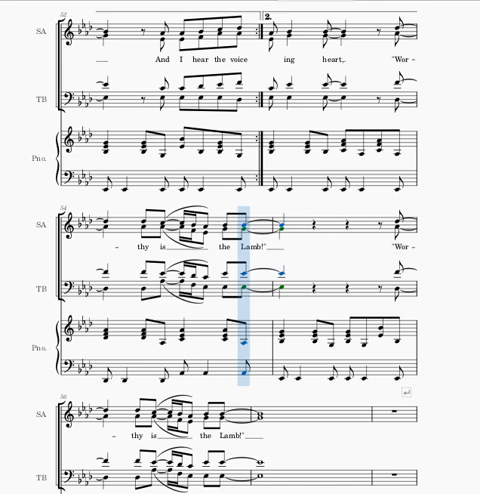 52
2.
SA
And I hear the voice ing heart, "Wor -
TB
Pno.
54
SA
- thy is the Lamb!" "Wor -
TB
Pno.
56
SA
- thy is the Lamb!"
TB